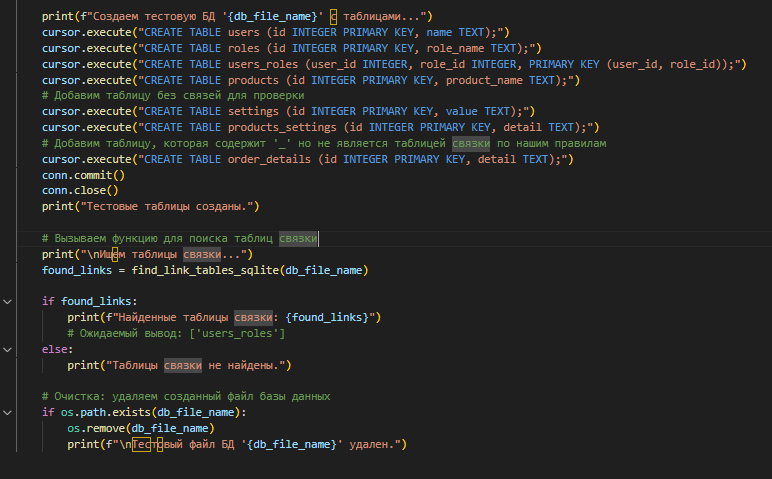 print(f"Создаем тестовую БД '{db_file_name}' с таблицами...")
cursor.execute("CREATE TABLE users (id INTEGER PRIMARY KEY, name TEXT);")
cursor.execute("CREATE TABLE roles (id INTEGER PRIMARY KEY, role_name TEXT);")
cursor.execute("CREATE TABLE users_roles (user_id INTEGER, role_id INTEGER, PRIMARY KEY (user_id, role_id));")
cursor.execute("CREATE TABLE products (id INTEGER PRIMARY KEY, product_name TEXT);")
# Добавим таблицу без связей для проверки
cursor.execute("CREATE TABLE settings (id INTEGER PRIMARY KEY, value TEXT);")
cursor.execute("CREATE TABLE products_settings (id INTEGER PRIMARY KEY, detail TEXT);")
# Добавим таблицу, которая содержит '_' но не является таблицей связки по нашим правилам
cursor.execute("CREATE TABLE order_details (id INTEGER PRIMARY KEY, detail TEXT);")
conn.commit()
conn.close()
print("Тестовые таблицы созданы.")
# Вызываем функцию для поиска таблиц связки
print("\nИщем таблицы связки...")
found_links = find_link_tables_sqlite(db_file_name)
if found_links:
print(f"Найденные таблицы связки: {found_links}")
# Ожидаемый вывод: ['users_roles']
else:
print("Таблицы связки не найдены.")
# Очистка: удаляем созданный файл базы данных
if os.path.exists(db_file_name):
os.remove(db_file_name)
print(f"\nТестовый файл БД '{db_file_name}' удален.")